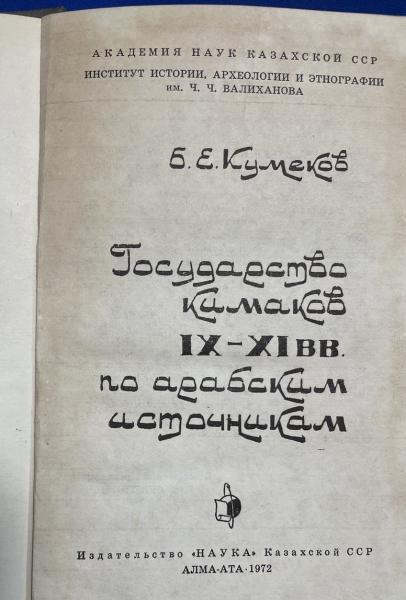 АКАДЕМИЯ НАУК КАЗАХСКОЙ ССР
ИНСТИТУТ ИСТОРИИ, АРХЕОЛОГИИ И ЭТНОГРАФИИ
им. Ч. Ч. ВАЛИХАНОВА
Б. Е. Кумеков
Государство
кимаков
IX–XI вв.
по арабским
источникам
Издательство «НАУКА» Казахской ССР
АЛМА-АТА · 1972